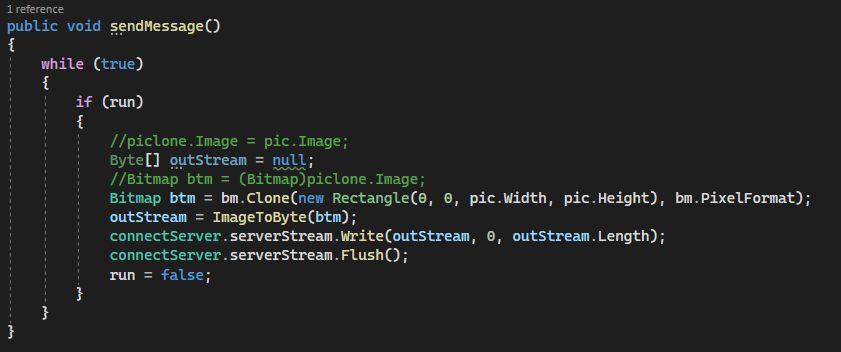 1 reference
public void sendMessage()
{
    while (true)
    {
        if (run)
        {
            //piclone.Image = pic.Image;
            Byte[] outStream = null;
            //Bitmap btm = (Bitmap)piclone.Image;
            Bitmap btm = bm.Clone(new Rectangle(0, 0, pic.Width, pic.Height), bm.PixelFormat);
            outStream = ImageToByte(btm);
            connectServer.serverStream.Write(outStream, 0, outStream.Length);
            connectServer.serverStream.Flush();
            run = false;
        }
    }
}